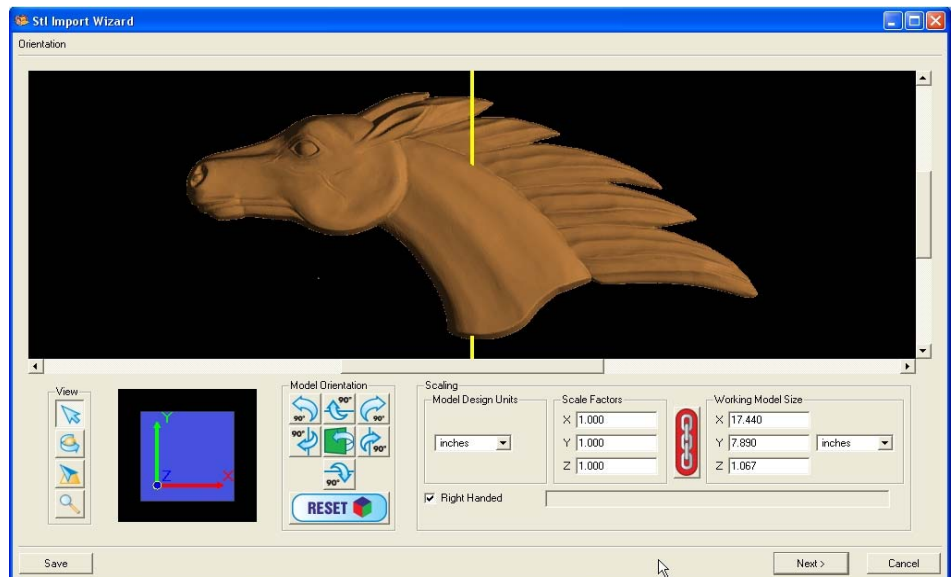 Stl Import Wizard
Orientation
View
Y
Z X
Model Orientation
90° 90° 90°
90° 90°
90°
RESET
Scaling
Model Design Units
inches
Scale Factors
X 1.000
Y 1.000
Z 1.000
Working Model Size
X 17.440
Y 7.890 inches
Z 1.067
Right Handed
Save Next > Cancel